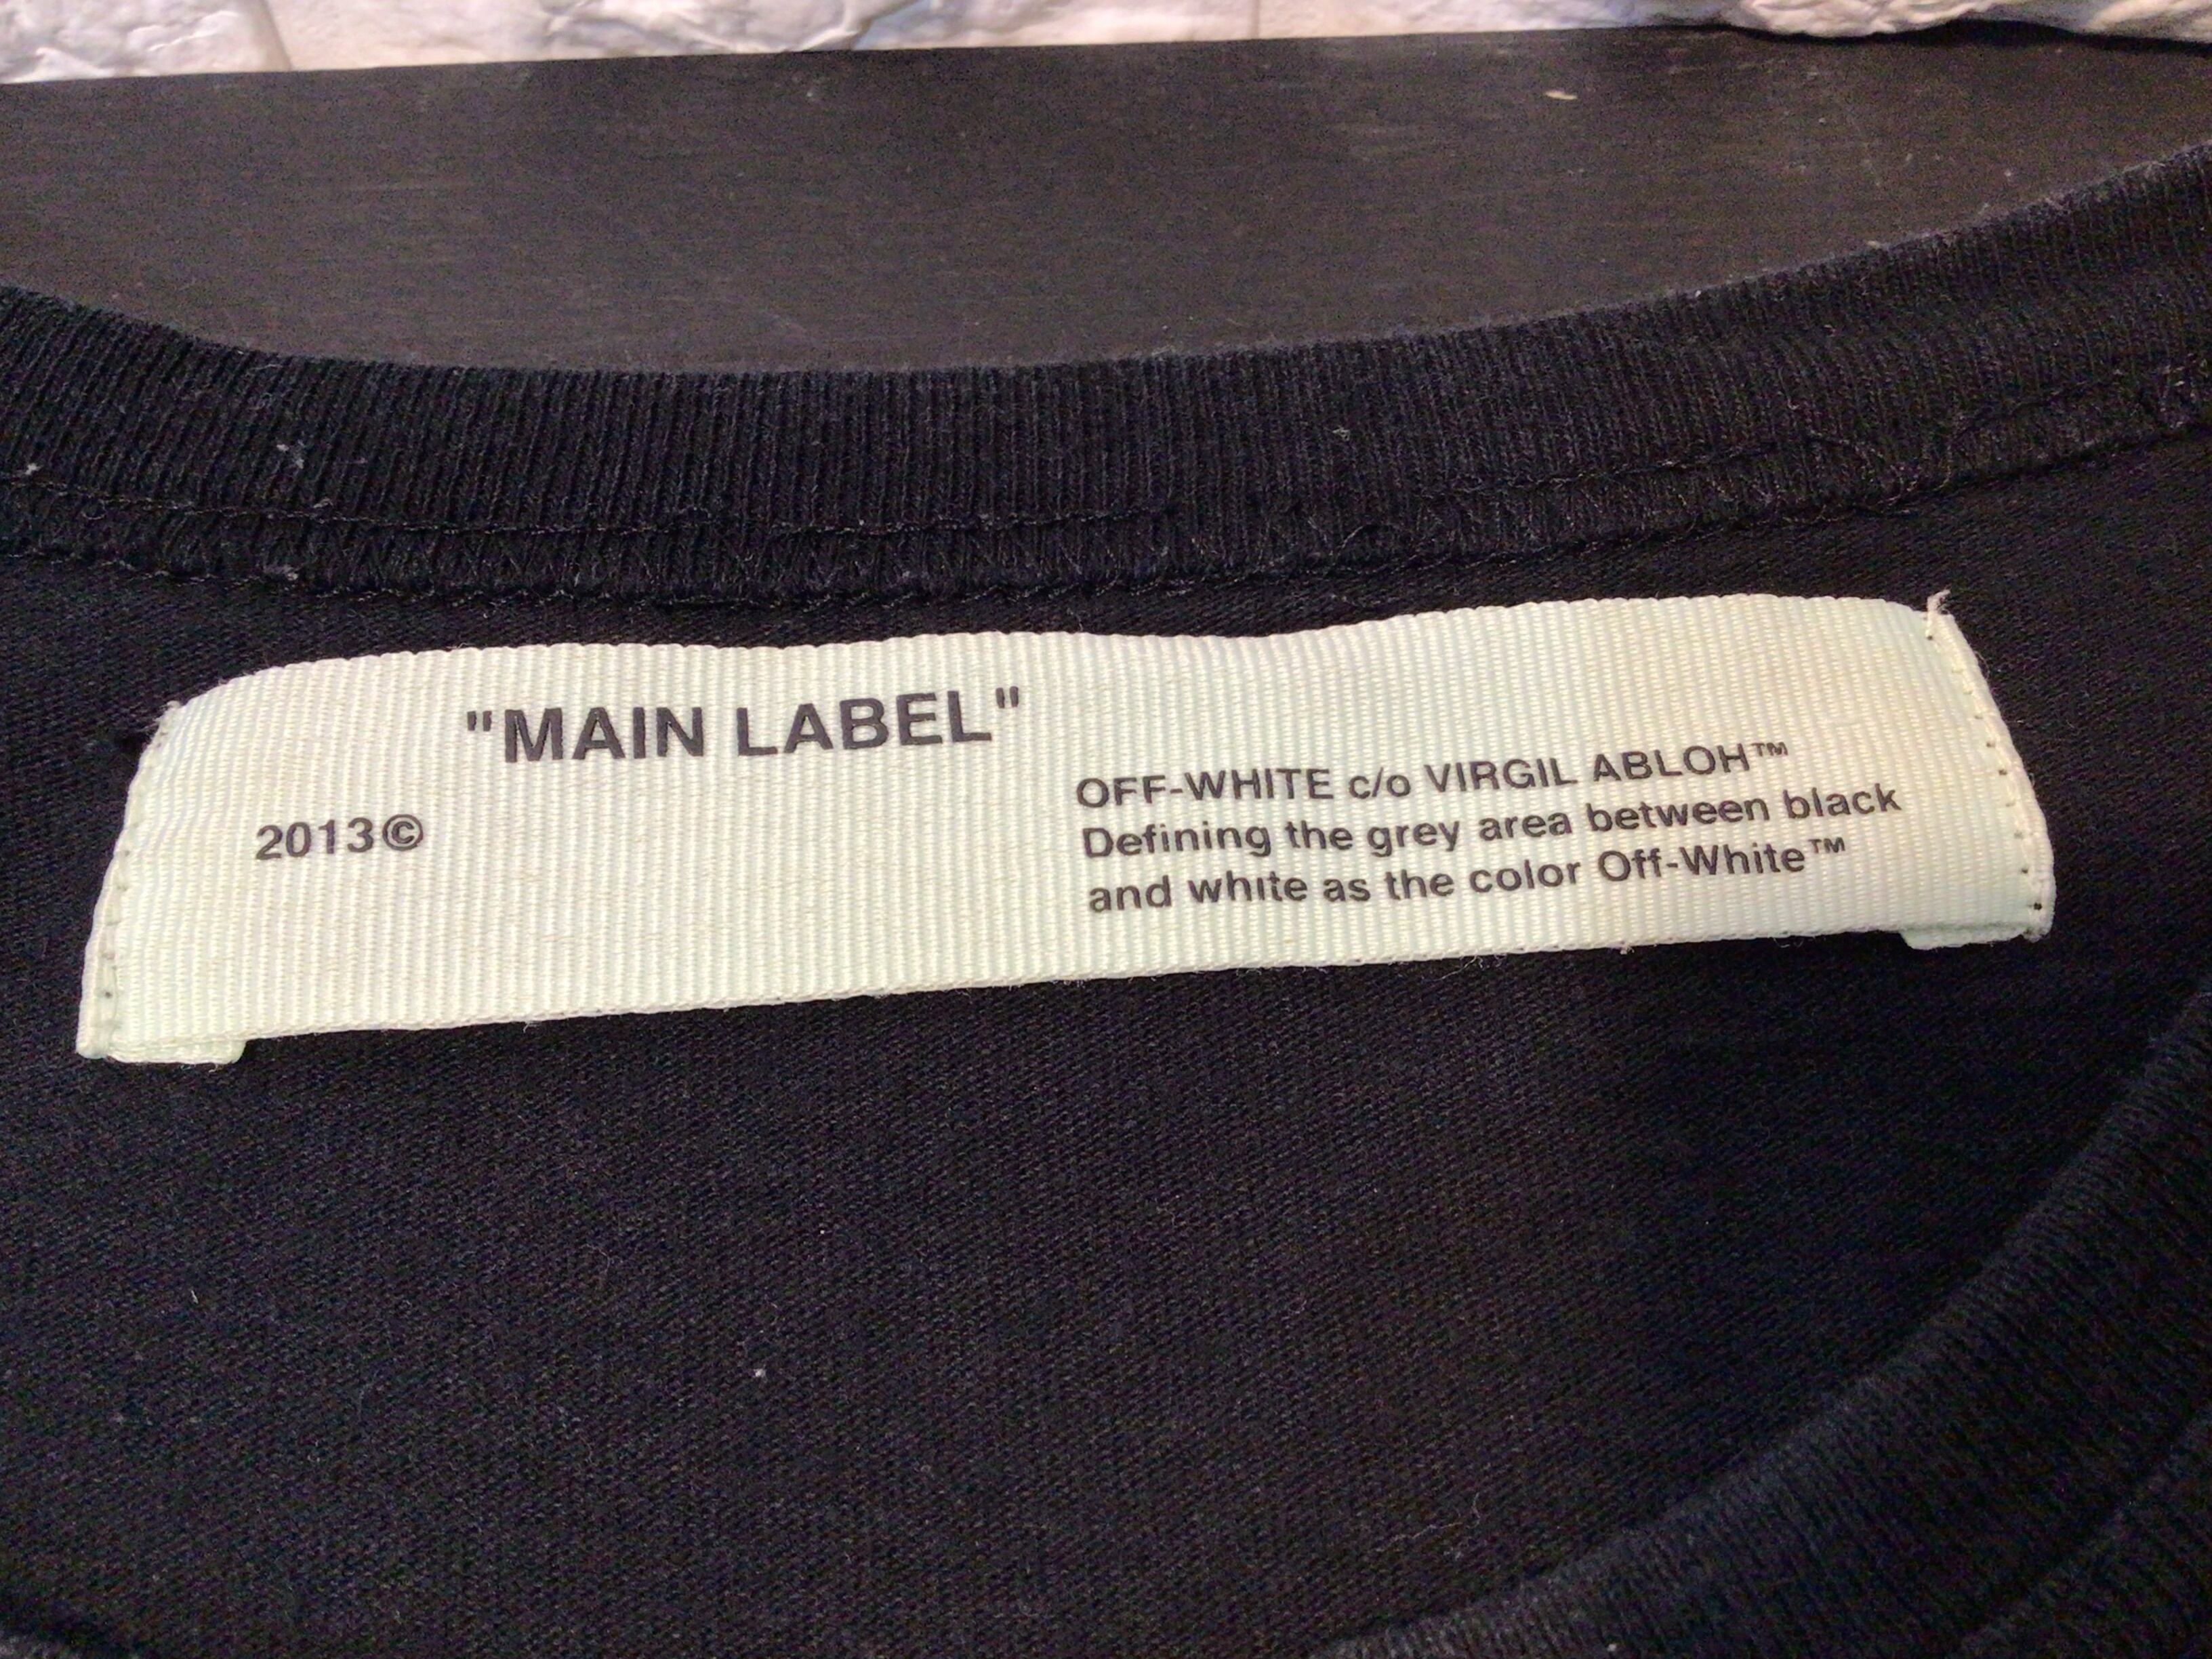 "MAIN LABEL"
2013©
OFF-WHITE c/o VIRGIL ABLOH™
Defining the grey area between black
and white as the color Off-White™